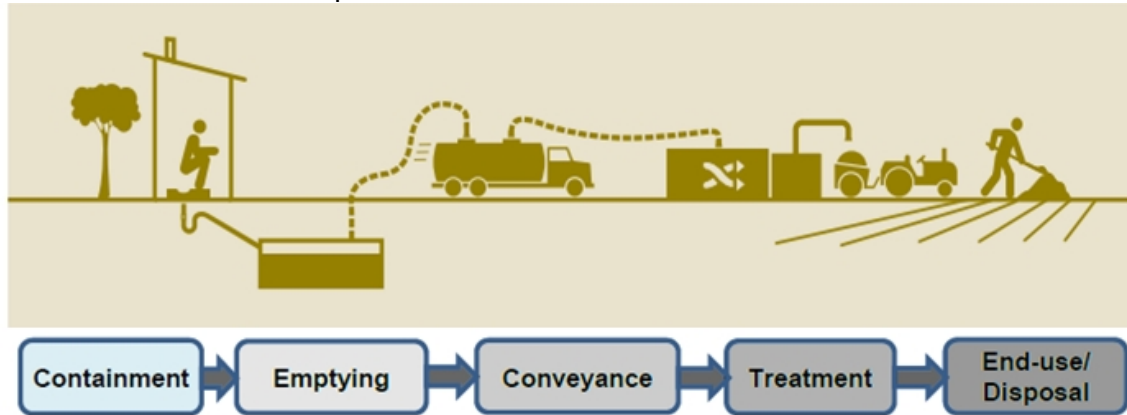 Containment
Emptying
Conveyance
Treatment
End-use/
Disposal